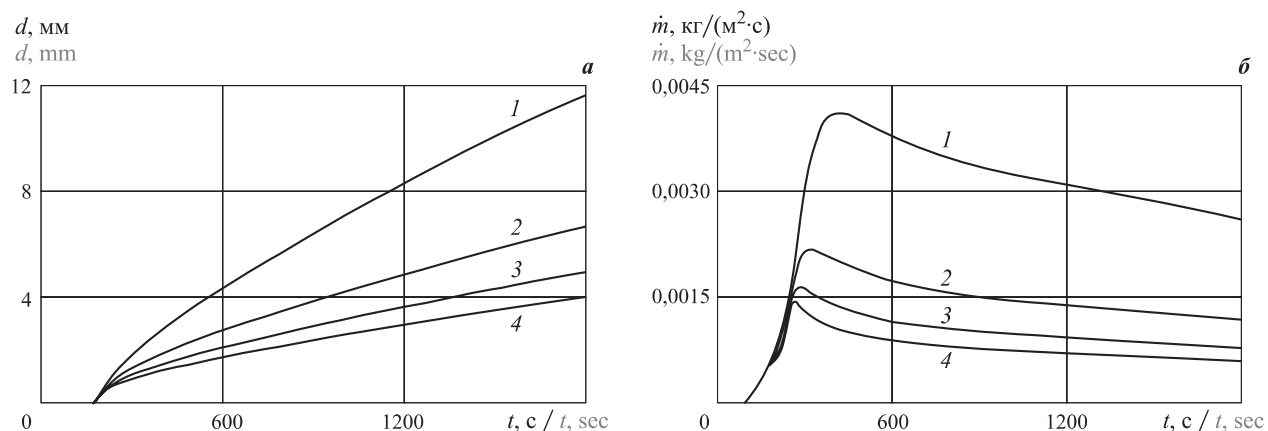 d, мм
d, mm
а
12
8
4
0
600
1200
t, с / t, sec
1
2
3
4
ṁ, кг/(м²·с)
ṁ, kg/(m²·sec)
б
0,0045
0,0030
0,0015
0
600
1200
t, с / t, sec
1
2
3
4